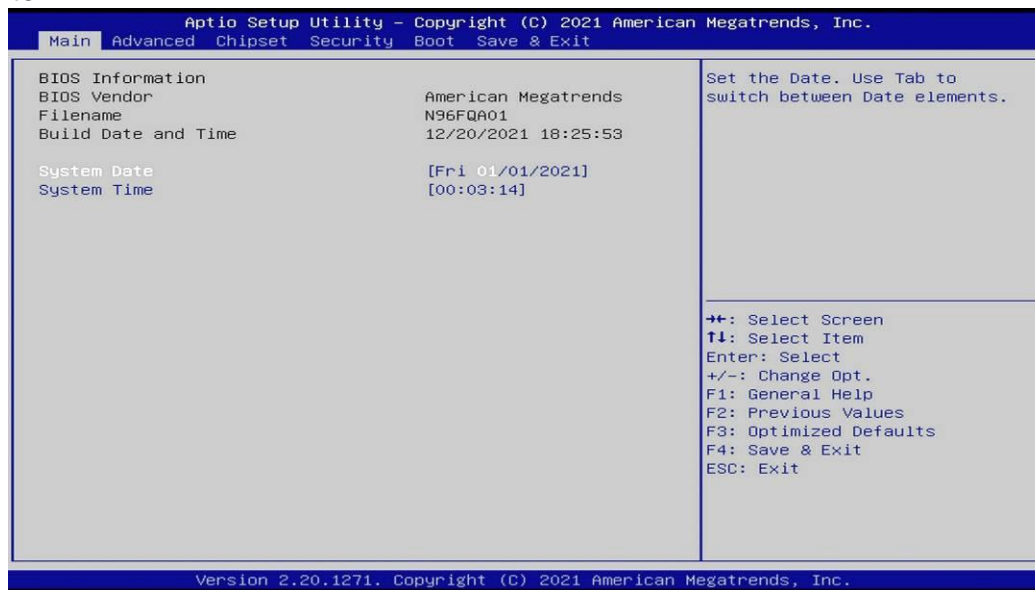 Aptio Setup Utility – Copyright (C) 2021 American Megatrends, Inc.
Main Advanced Chipset Security Boot Save & Exit
BIOS Information
BIOS Vendor American Megatrends
Filename N96FQA01
Build Date and Time 12/20/2021 18:25:53
System Date [Fri 01/01/2021]
System Time [00:03:14]
Set the Date. Use Tab to
switch between Date elements.
→←: Select Screen
↑↓: Select Item
Enter: Select
+/-: Change Opt.
F1: General Help
F2: Previous Values
F3: Optimized Defaults
F4: Save & Exit
ESC: Exit
Version 2.20.1271. Copyright (C) 2021 American Megatrends, Inc.